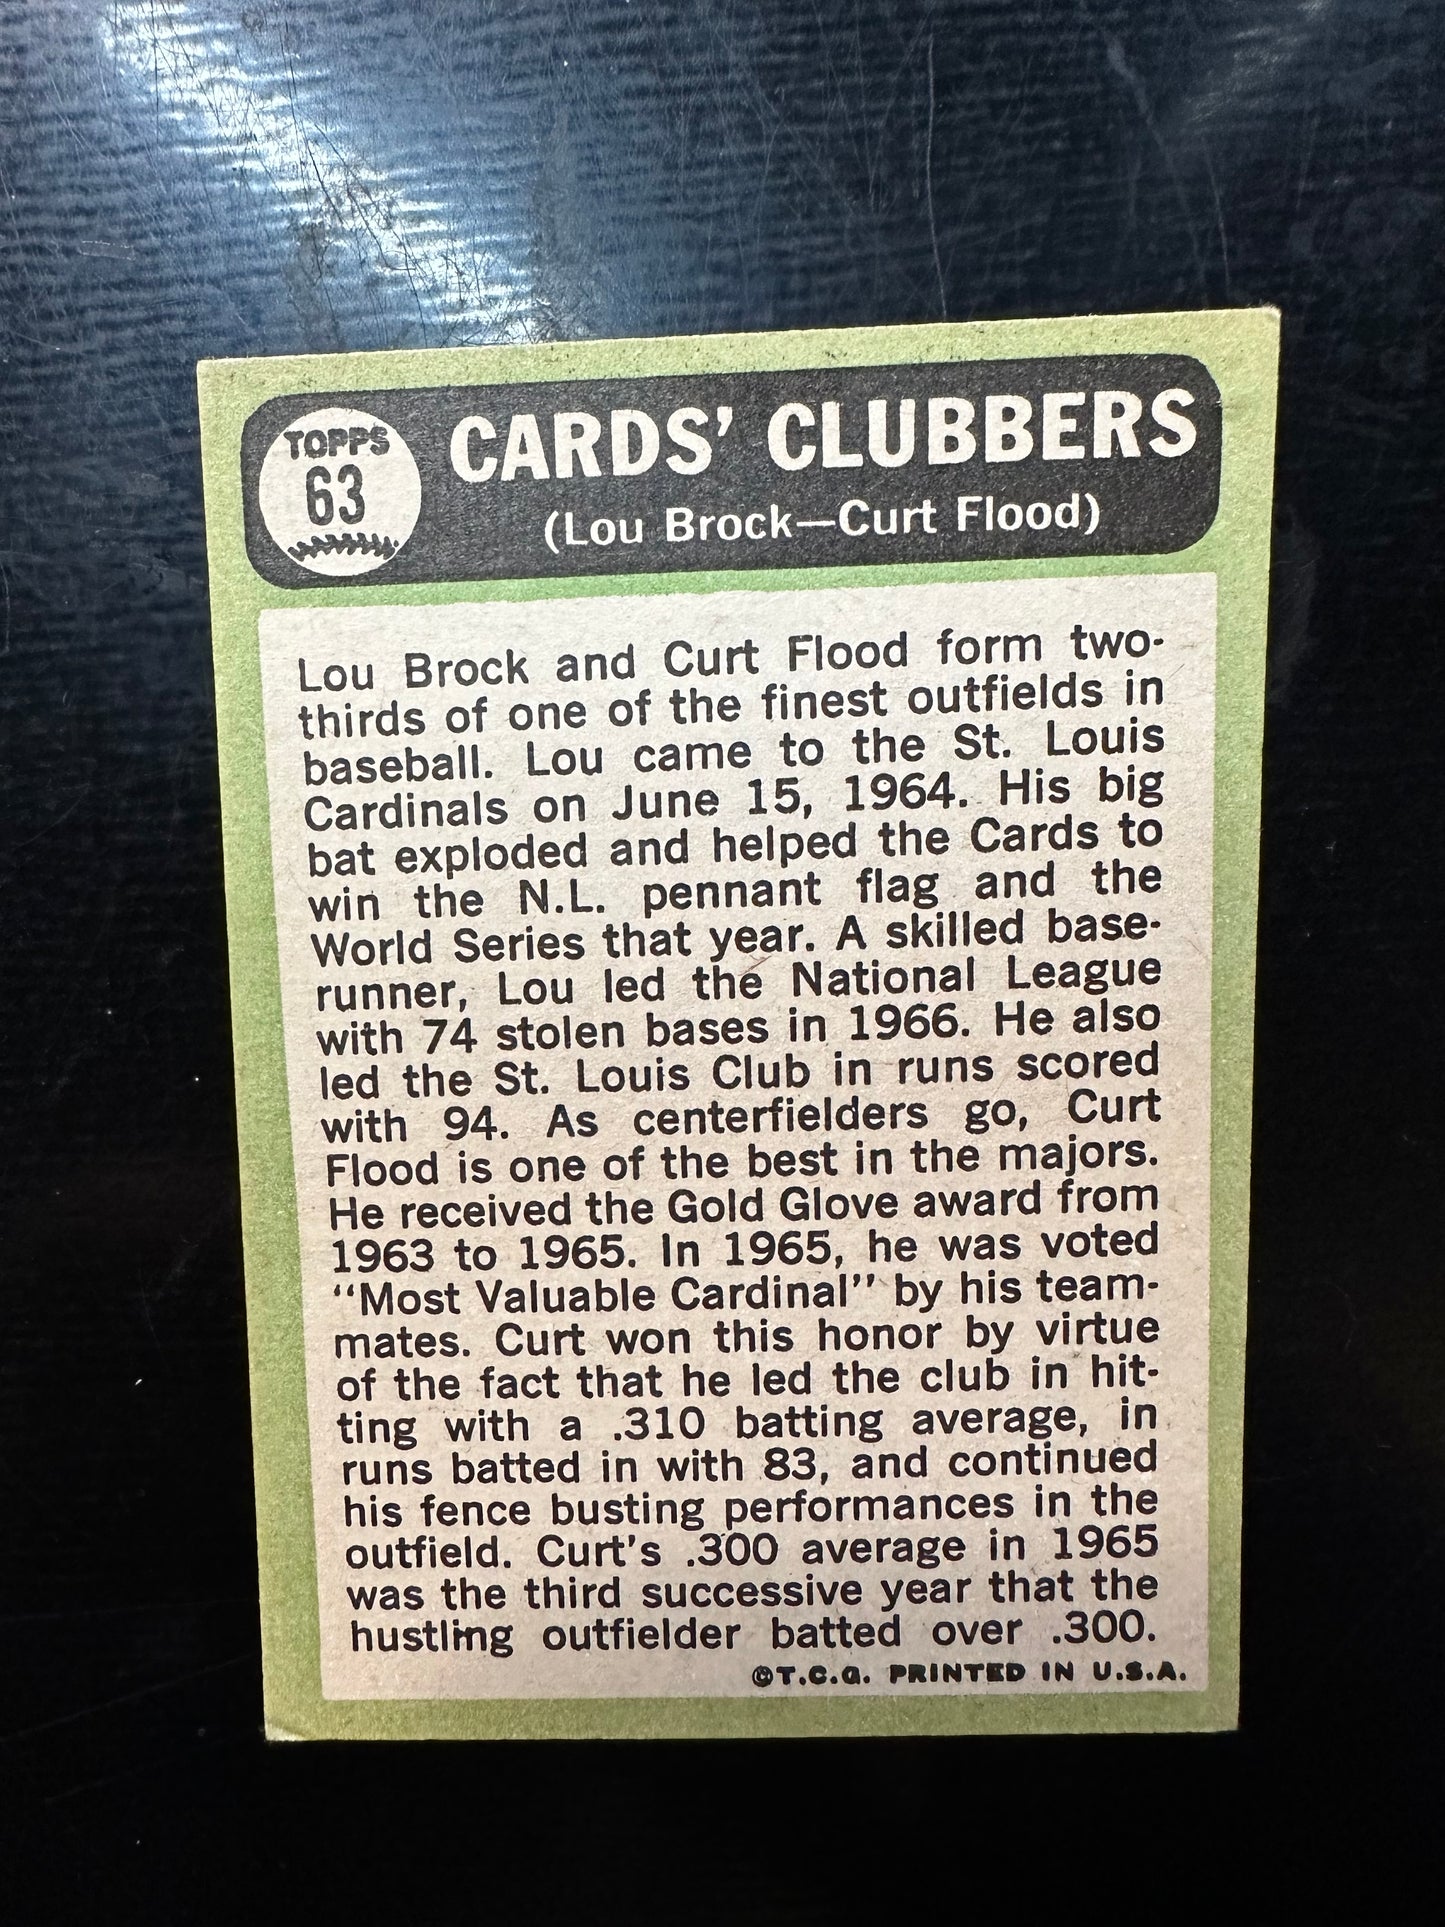 TOPPS
63
CARDS' CLUBBERS
(Lou Brock—Curt Flood)
Lou Brock and Curt Flood form two-
thirds of one of the finest outfields in
baseball. Lou came to the St. Louis
Cardinals on June 15, 1964. His big
bat exploded and helped the Cards to
win the N.L. pennant flag and the
World Series that year. A skilled base-
runner, Lou led the National League
with 74 stolen bases in 1966. He also
led the St. Louis Club in runs scored
with 94. As centerfielders go, Curt
Flood is one of the best in the majors.
He received the Gold Glove award from
1963 to 1965. In 1965, he was voted
"Most Valuable Cardinal" by his team-
mates. Curt won this honor by virtue
of the fact that he led the club in hit-
ting with a .310 batting average, in
runs batted in with 83, and continued
his fence busting performances in the
outfield. Curt's .300 average in 1965
was the third successive year that the
hustling outfielder batted over .300.
©T.C.G. PRINTED IN U.S.A.